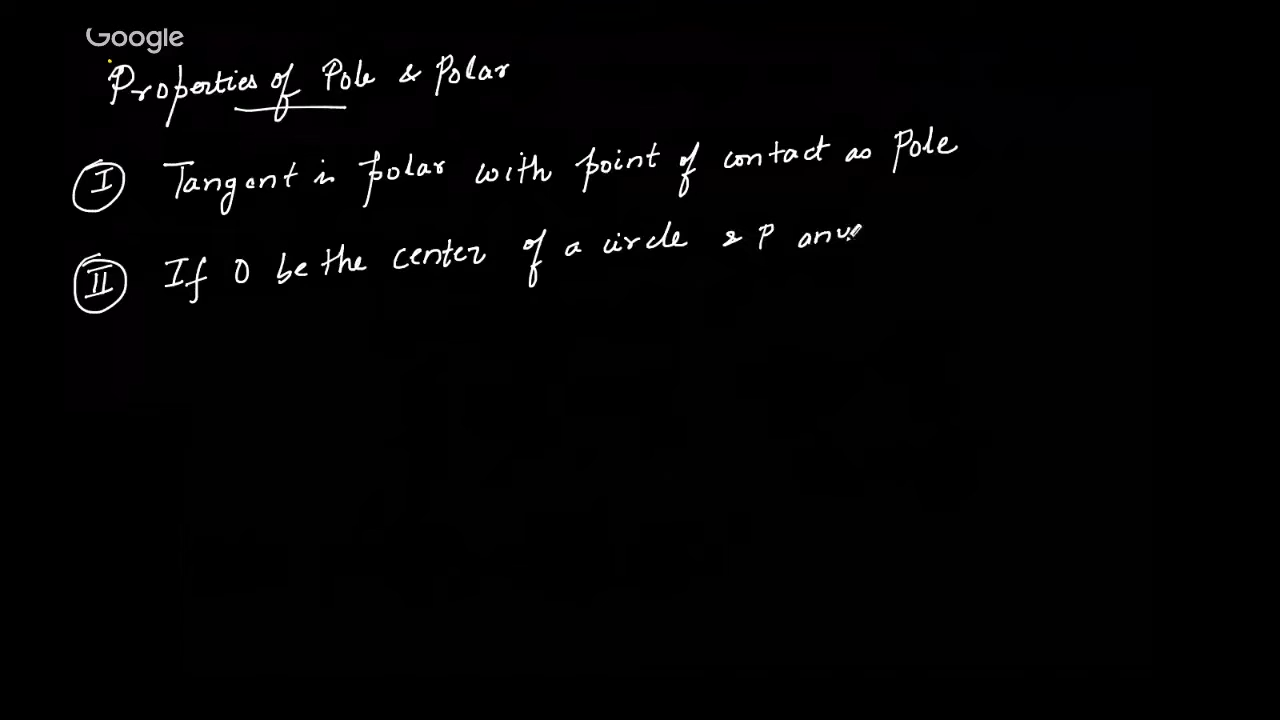 Google
Properties of Pole & Polar
I Tangent is polar with point of contact as Pole
II If O be the center of a circle & P any